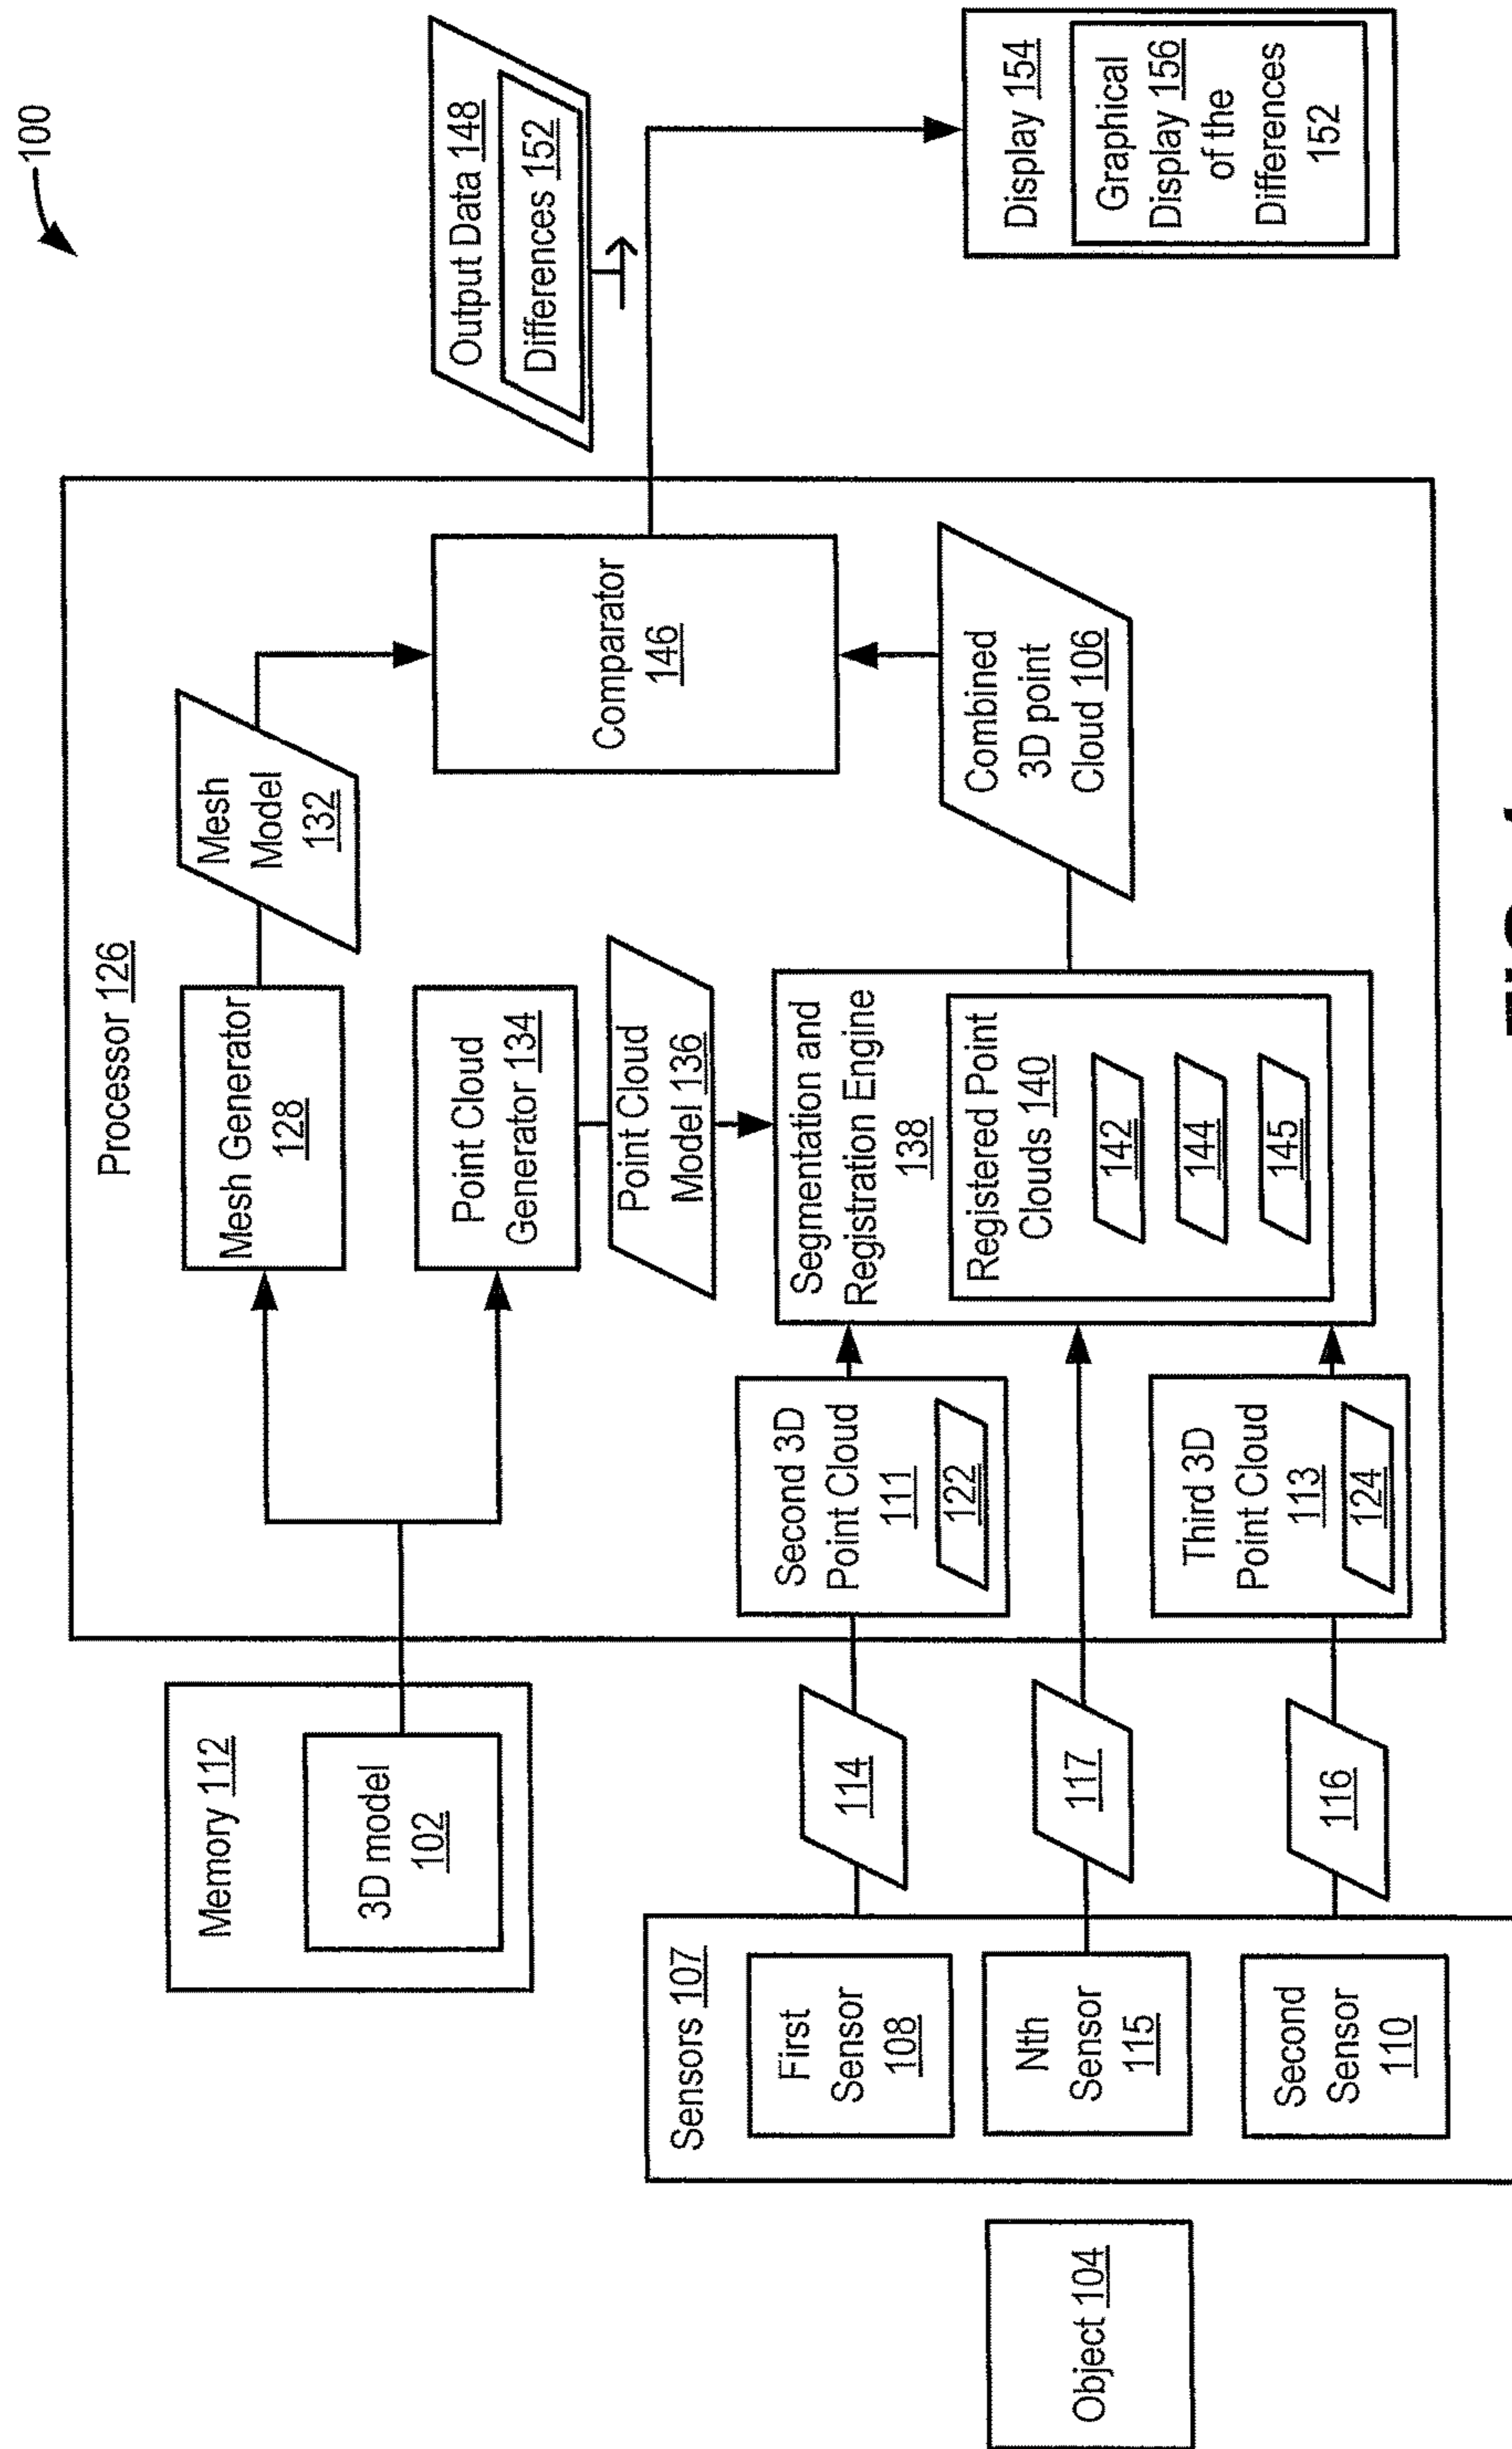 100
Memory 112
3D model
102
Processor 126
Mesh Generator
128
Mesh
Model
132
Point Cloud
Generator 134
Point Cloud
Model 136
Comparator
146
Output Data 148
Differences 152
Object 104
Sensors 107
First
Sensor
108
Nth
Sensor
115
Second
Sensor
110
114
117
116
Second 3D
Point Cloud
111
122
Third 3D
Point Cloud
113
124
Segmentation and
Registration Engine
138
Registered Point
Clouds 140
142
144
145
Combined
3D point
Cloud 106
Display 154
Graphical
Display 156
of the
Differences
152